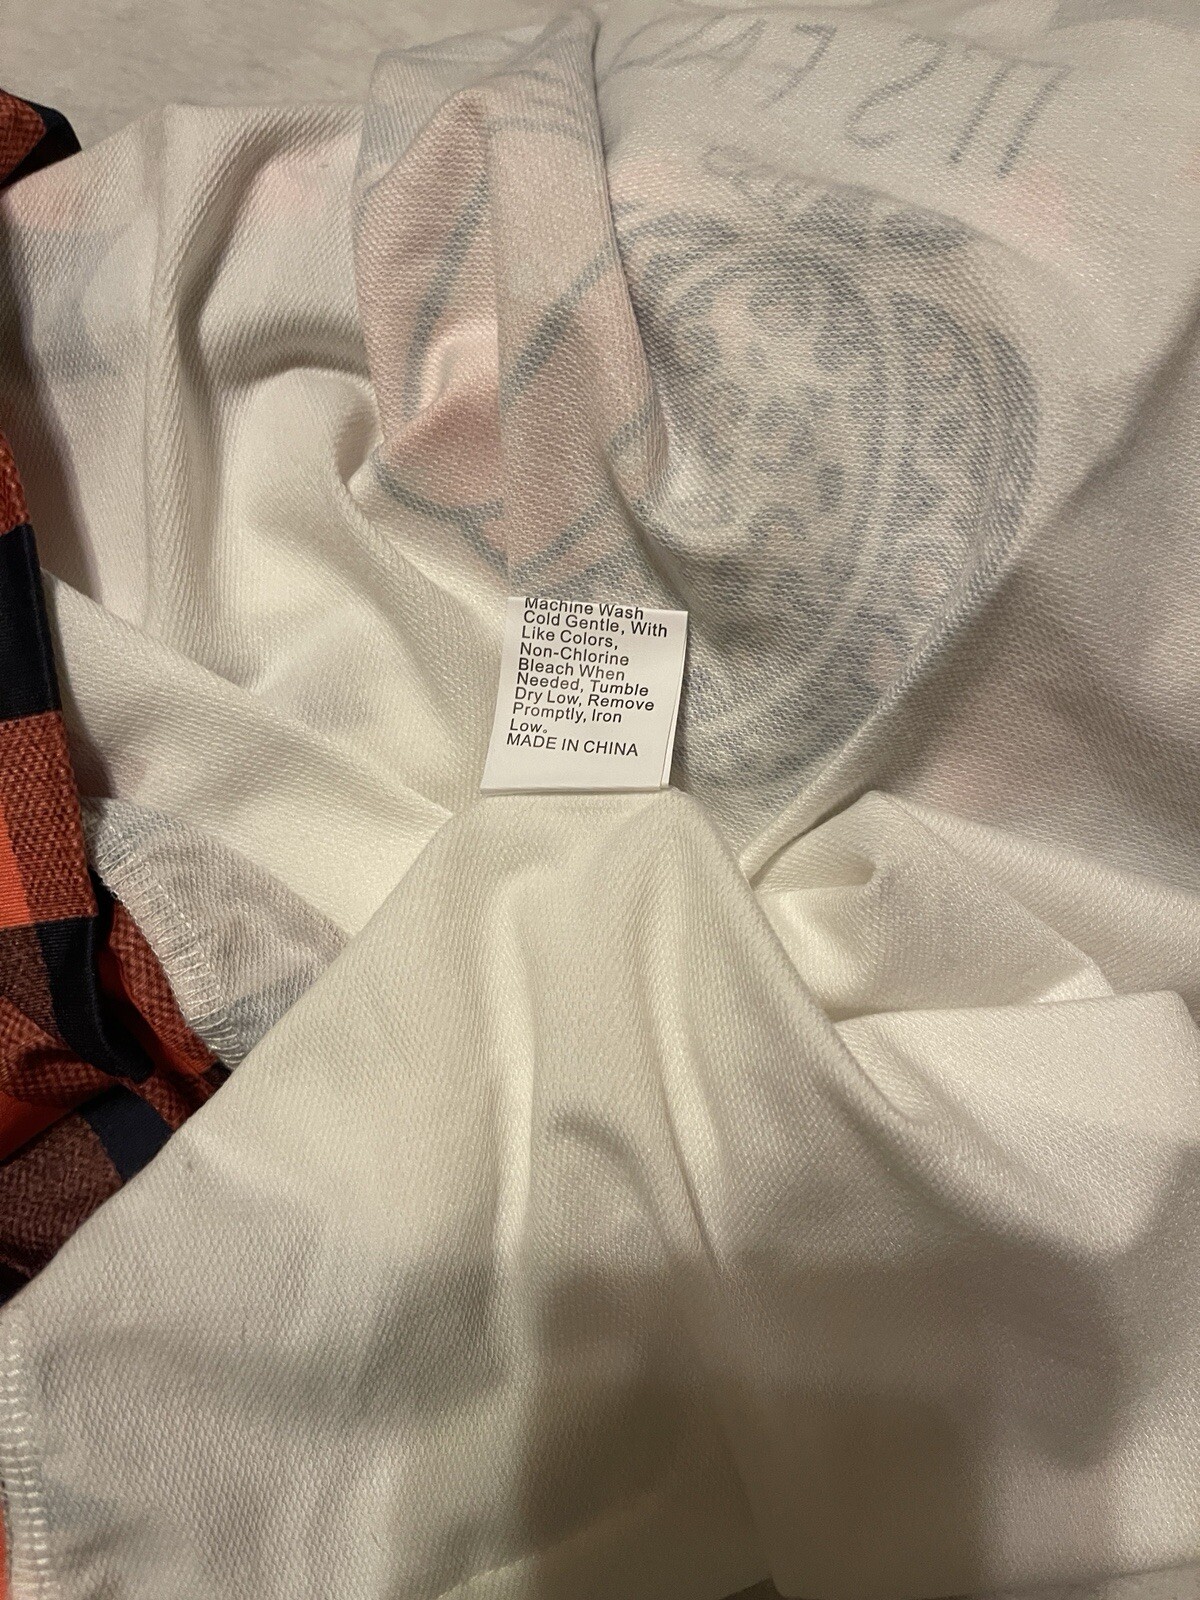 Machine Wash
Cold Gentle, With
Like Colors,
Non-Chlorine
Bleach When
Needed, Tumble
Dry Low, Remove
Promptly, Iron
Low。
MADE IN CHINA